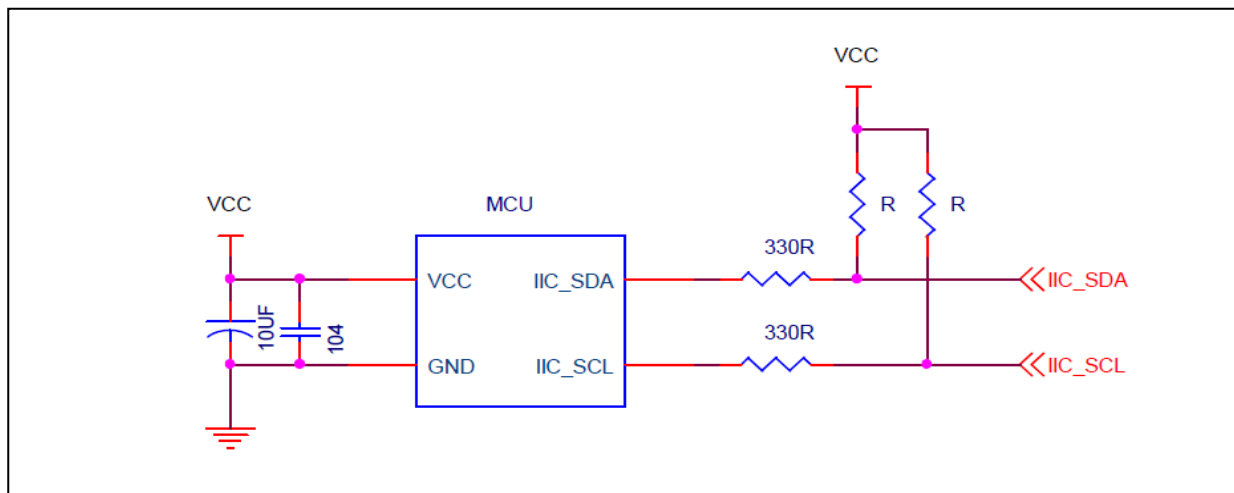 VCC
VCC
MCU
R
R
330R
VCC
IIC_SDA
IIC_SDA
10UF
104
330R
GND
IIC_SCL
IIC_SCL